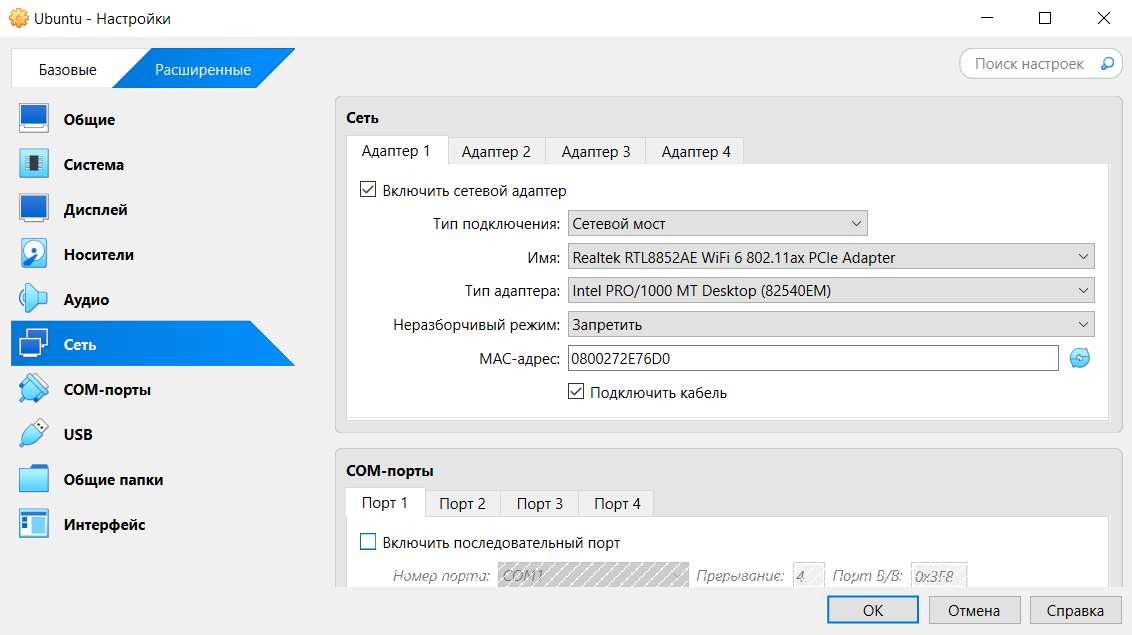 Ubuntu - Настройки
Базовые
Расширенные
Поиск настроек
Общие
Система
Дисплей
Носители
Аудио
Сеть
COM-порты
USB
Общие папки
Интерфейс
Сеть
Адаптер 1 Адаптер 2 Адаптер 3 Адаптер 4
Включить сетевой адаптер
Тип подключения: Сетевой мост
Имя: Realtek RTL8852AE WiFi 6 802.11ax PCIe Adapter
Тип адаптера: Intel PRO/1000 MT Desktop (82540EM)
Неразборчивый режим: Запретить
MAC-адрес: 0800272E76D0
Подключить кабель
COM-порты
Порт 1 Порт 2 Порт 3 Порт 4
Включить последовательный порт
Номер порта: COM1 Прерывание: 4 Порт В/В: 0x3F8
OK Отмена Справка